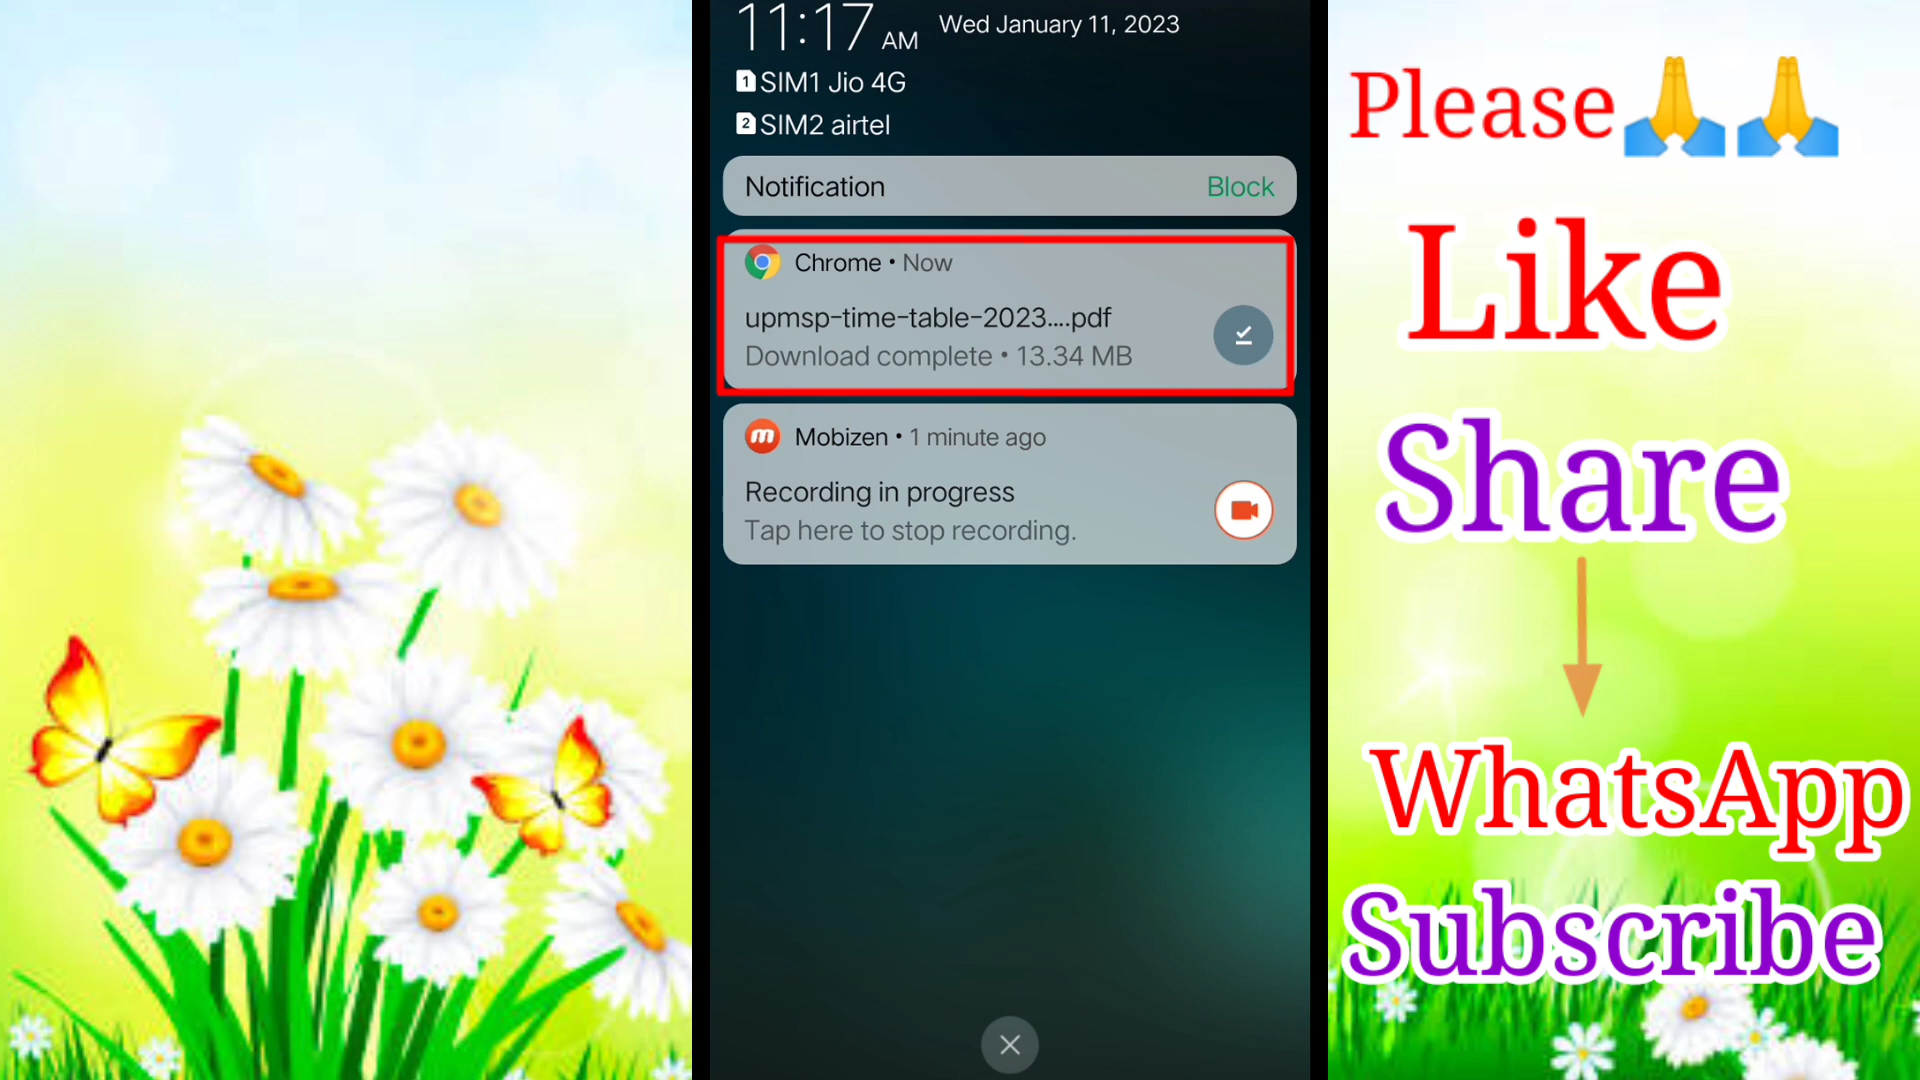 11:17 AM Wed January 11, 2023
1 SIM1 Jio 4G
2 SIM2 airtel
Notification Block
Chrome • Now
upmsp-time-table-2023....pdf
Download complete • 13.34 MB
m Mobizen • 1 minute ago
Recording in progress
Tap here to stop recording.
Please🙏🙏
Like
Share
WhatsApp
Subscribe